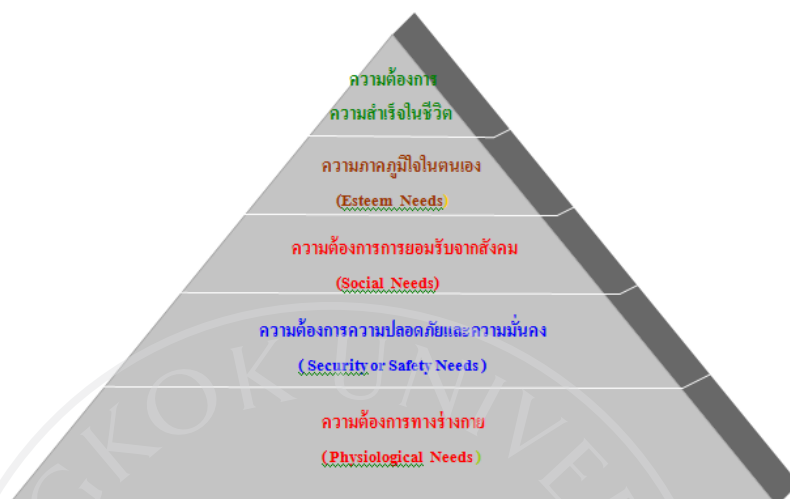 ความต้องการ
ความสำเร็จในชีวิต
ความภาคภูมิใจในตนเอง
(Esteem Needs)
ความต้องการการยอมรับจากสังคม
(Social Needs)
ความต้องการความปลอดภัยและความมั่นคง
( Security or Safety Needs )
ความต้องการทางร่างกาย
(Physiological Needs)